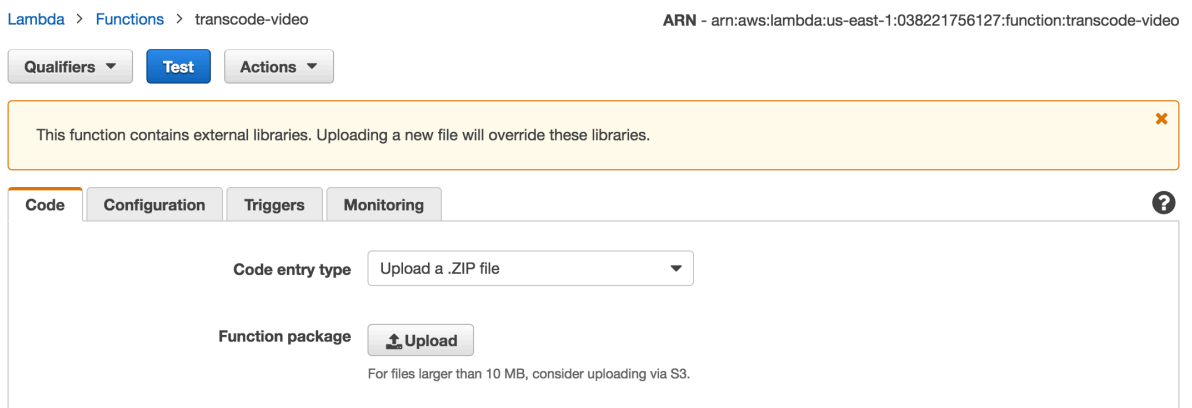 Lambda > Functions > transcode-video
ARN - arn:aws:lambda:us-east-1:038221756127:function:transcode-video
Qualifiers Test Actions
This function contains external libraries. Uploading a new file will override these libraries.
Code Configuration Triggers Monitoring
Code entry type Upload a .ZIP file
Function package Upload
For files larger than 10 MB, consider uploading via S3.